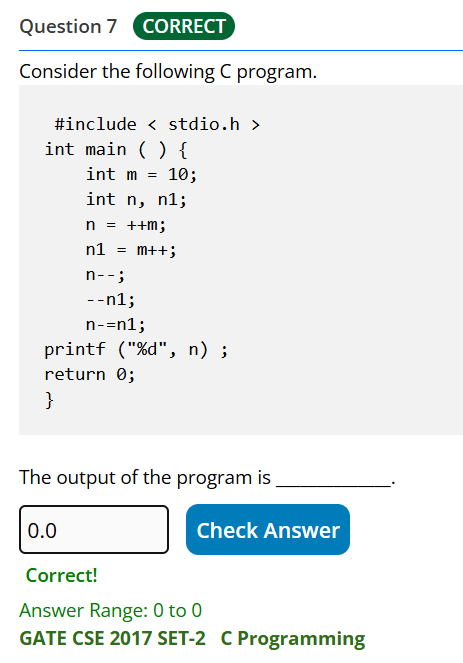 Question 7 CORRECT
Consider the following C program.
#include < stdio.h >
int main ( ) {
int m = 10;
int n, n1;
n = ++m;
n1 = m++;
n--;
--n1;
n-=n1;
printf ("%d", n) ;
return 0;
}
The output of the program is ____________.
0.0 Check Answer
Correct!
Answer Range: 0 to 0
GATE CSE 2017 SET-2 C Programming